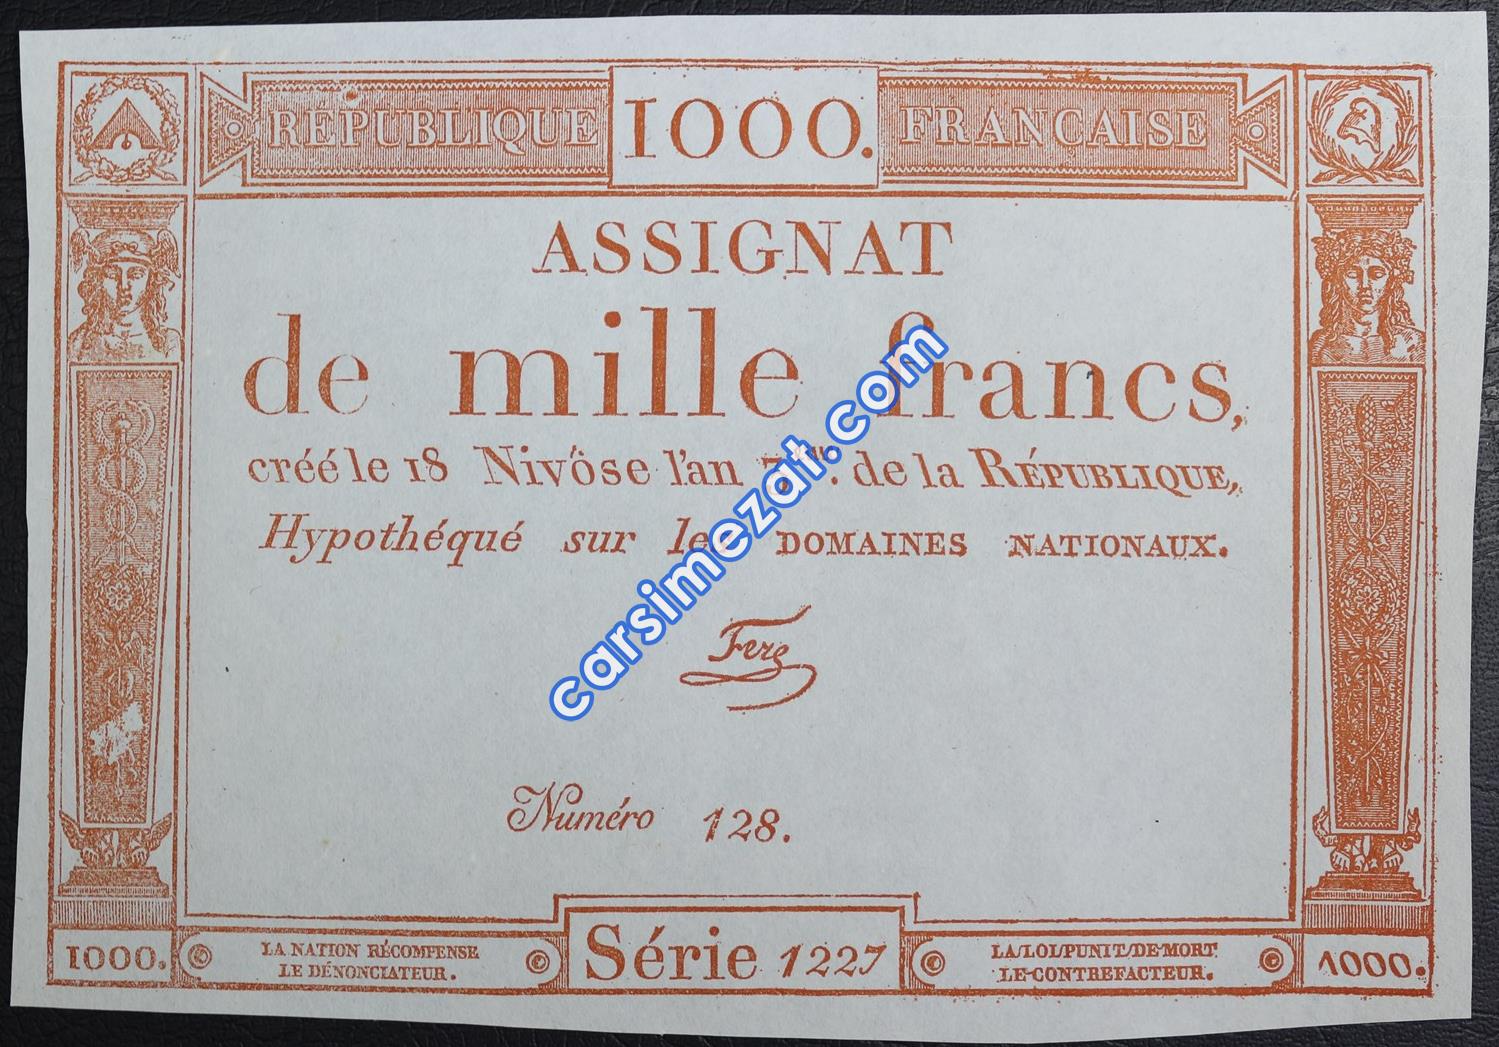 RÉPUBLIQUE 1000. FRANÇAISE
ASSIGNAT
de mille francs,
créé le 18 Nivôse l'an de la RÉPUBLIQUE,
Hypothéqué sur les DOMAINES NATIONAUX.
Numéro 128.
1000.
LA NATION RÉCOMPENSE
LE DÉNONCIATEUR.
Série 1227
LA LOI PUNIT DE MORT
LE CONTREFACTEUR.
1000.
carsimezat.com